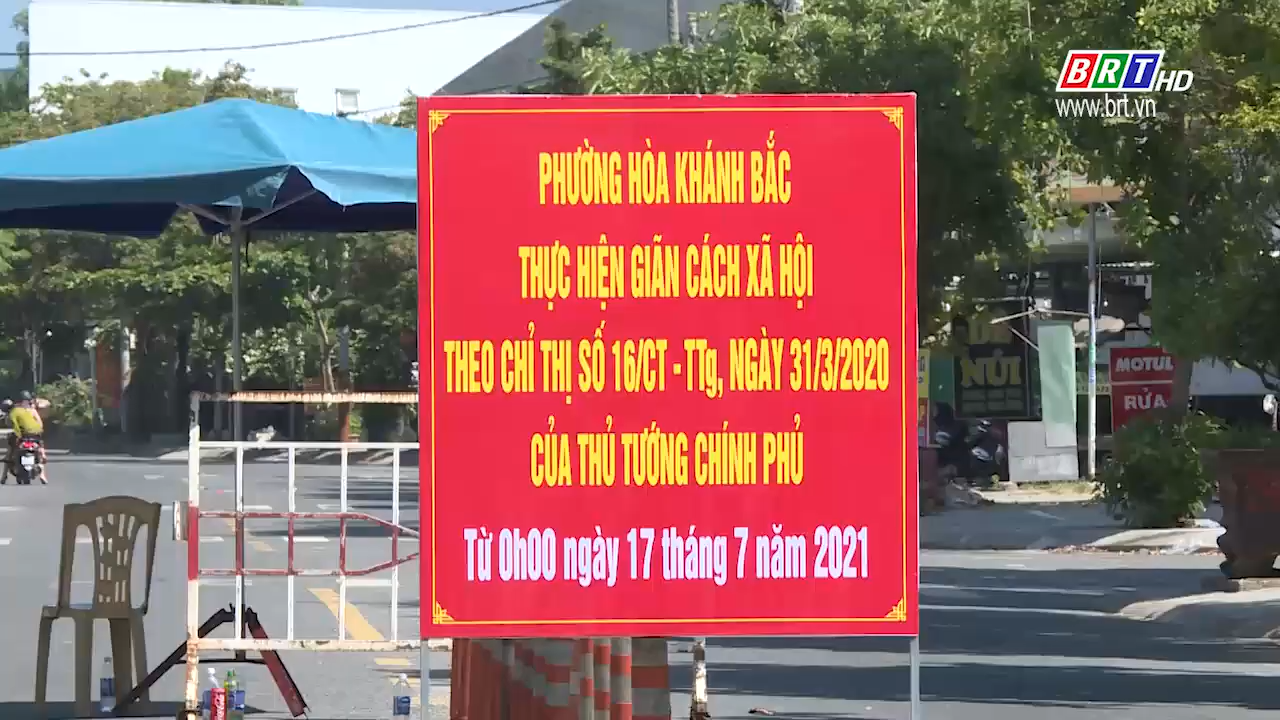 BRT HD
www.brt.vn
PHƯỜNG HÒA KHÁNH BẮC
THỰC HIỆN GIÃN CÁCH XÃ HỘI
THEO CHỈ THỊ SỐ 16/CT - TTg, NGÀY 31/3/2020
CỦA THỦ TƯỚNG CHÍNH PHỦ
Từ 0h00 ngày 17 tháng 7 năm 2021
NÚI
MOTUL
RỬA